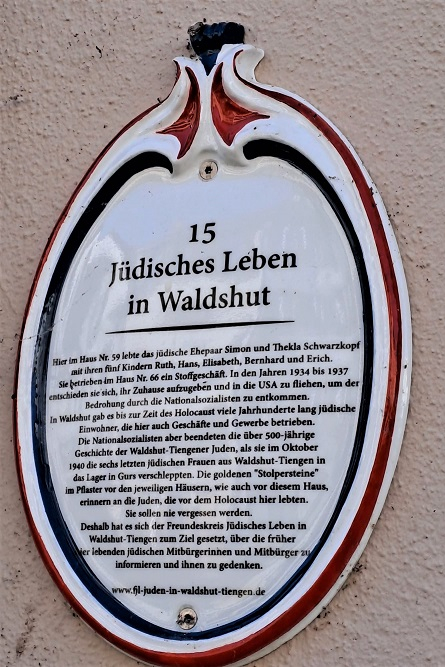 15
Jüdisches Leben
in Waldshut
Hier im Haus Nr. 59 lebte das jüdische Ehepaar Simon und Thekla Schwarzkopf
mit ihren fünf Kindern Ruth, Hans, Elisabeth, Bernhard und Erich.
Sie betrieben im Haus Nr. 66 ein Stoffgeschäft. In den Jahren 1934 bis 1937
entschieden sie sich, ihr Zuhause aufzugeben und in die USA zu fliehen, um der
Bedrohung durch die Nationalsozialisten zu entkommen.
In Waldshut gab es bis zur Zeit des Holocaust viele Jahrhunderte lang jüdische
Einwohner, die hier auch Geschäfte und Gewerbe betrieben.
Die Nationalsozialisten aber beendeten die über 500-jährige
Geschichte der Waldshut-Tiengener Juden, als sie im Oktober
1940 die sechs letzten jüdischen Frauen aus Waldshut-Tiengen in
das Lager in Gurs verschleppten. Die goldenen "Stolpersteine"
im Pflaster vor den jeweiligen Häusern, wie auch vor diesem Haus,
erinnern an die Juden, die vor dem Holocaust hier lebten.
Sie sollen nie vergessen werden.
Deshalb hat es sich der Freundeskreis Jüdisches Leben in
Waldshut-Tiengen zum Ziel gesetzt, über die früher
hier lebenden jüdischen Mitbürgerinnen und Mitbürger zu
informieren und ihnen zu gedenken.
www.fjl-juden-in-waldshut-tiengen.de